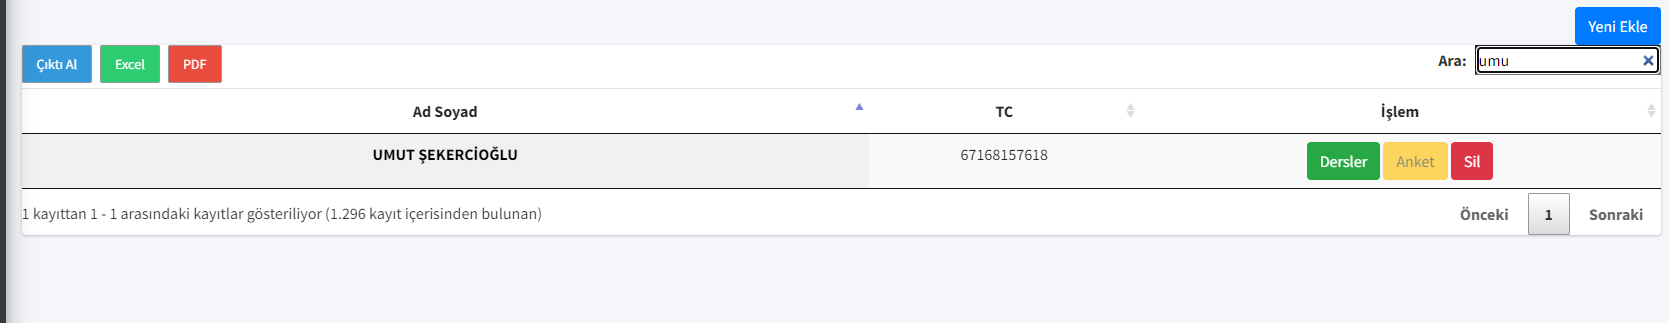 Yeni Ekle
Çıktı Al Excel PDF Ara: umu
Ad Soyad TC İşlem
UMUT ŞEKERCİOĞLU 67168157618 Dersler Anket Sil
1 kayıttan 1 - 1 arasındaki kayıtlar gösteriliyor (1.296 kayıt içerisinden bulunan) Önceki 1 Sonraki